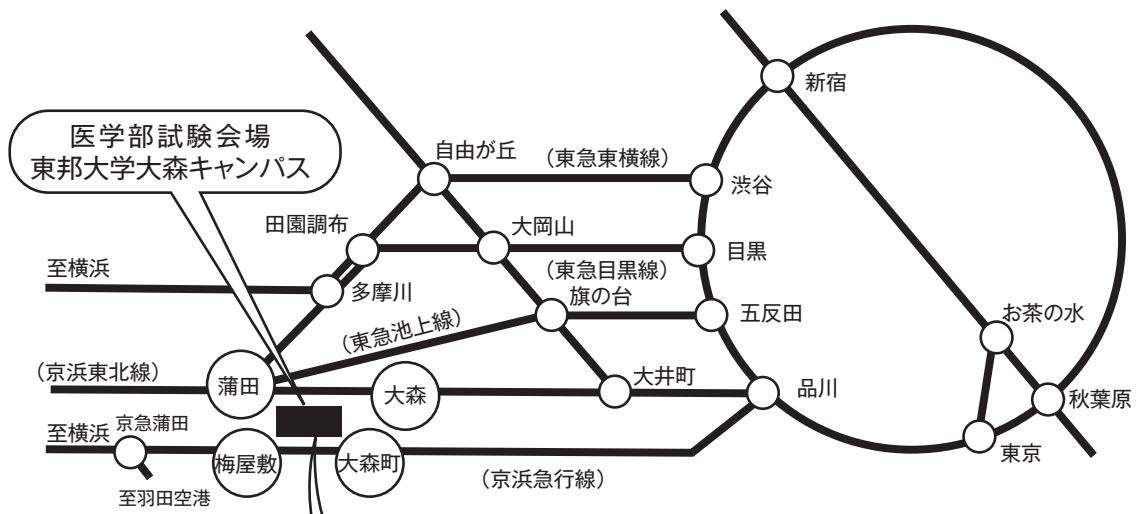 新宿
医学部試験会場
東邦大学大森キャンパス
自由が丘
（東急東横線）
渋谷
田園調布
大岡山
目黒
至横浜
（東急目黒線）
多摩川
旗の台
五反田
お茶の水
（東急池上線）
（京浜東北線）
蒲田
大森
大井町
品川
秋葉原
京急蒲田
至横浜
梅屋敷
大森町
（京浜急行線）
東京
至羽田空港